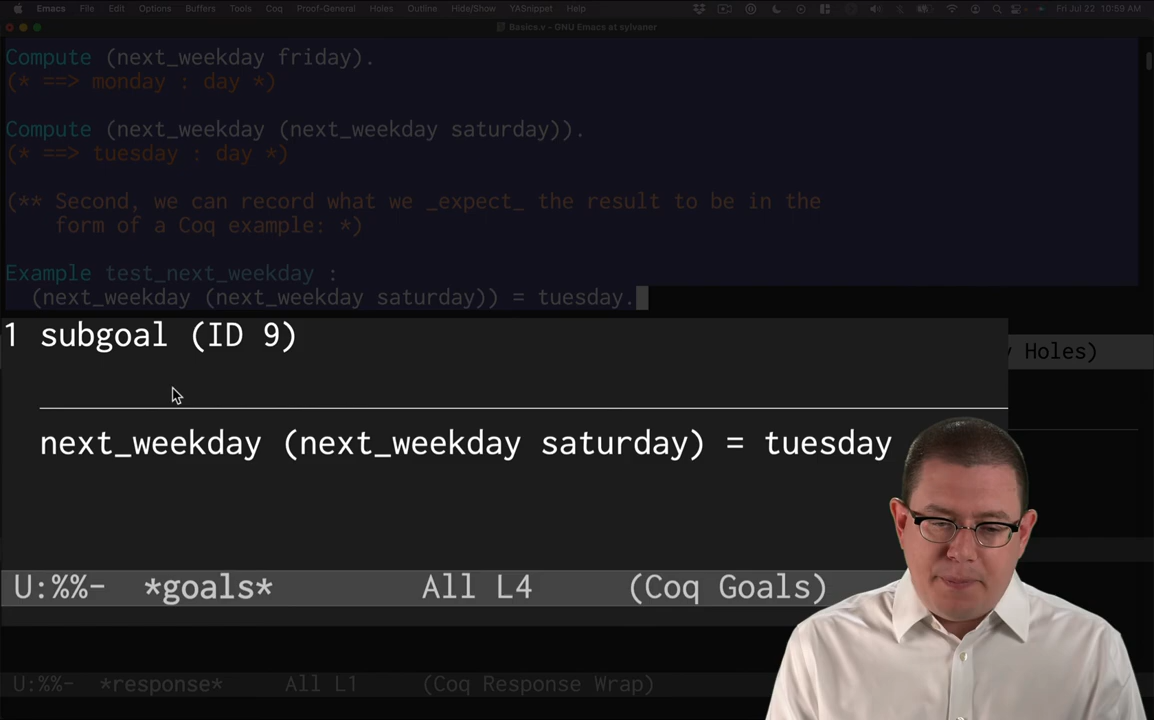 Emacs File Edit Options Buffers Tools Coq Proof-General Holes Outline Hide/Show YASnippet Help Fri Jul 22 10:59 AM
Basics.v - GNU Emacs at sylvaner
Compute (next_weekday friday).
(* ==> monday : day *)
Compute (next_weekday (next_weekday saturday)).
(* ==> tuesday : day *)
(** Second, we can record what we _expect_ the result to be in the
form of a Coq example: *)
Example test_next_weekday :
(next_weekday (next_weekday saturday)) = tuesday.
1 subgoal (ID 9)
Holes)
next_weekday (next_weekday saturday) = tuesday
U:%%- *goals* All L4 (Coq Goals)
U:%%- *response* All L1 (Coq Response Wrap)